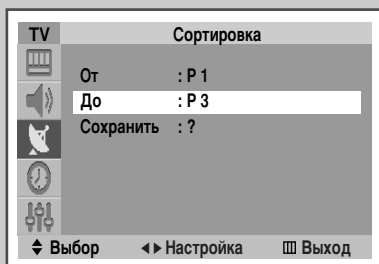 TV Сортировка
От : P 1
До : P 3
Сохранить : ?
Выбор Настройка Выход